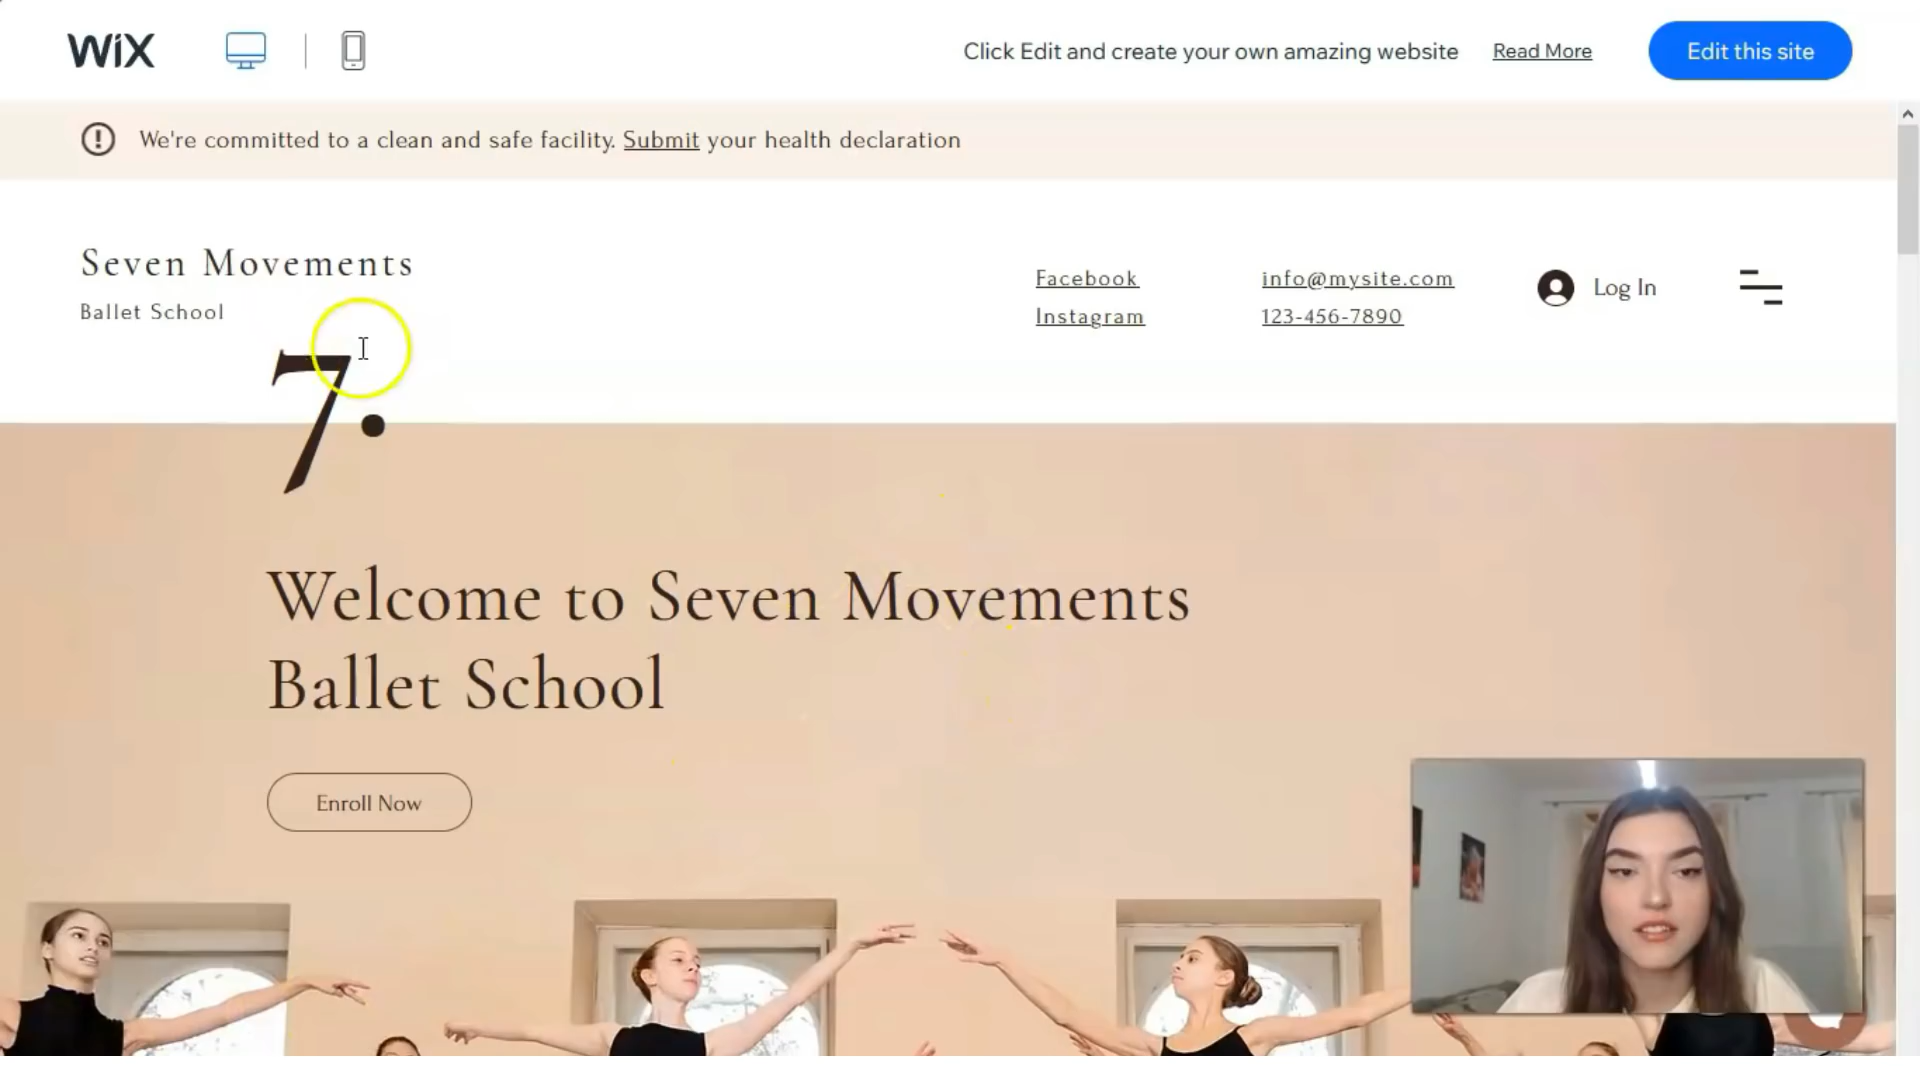 WiX
Click Edit and create your own amazing website Read More Edit this site
We're committed to a clean and safe facility. Submit your health declaration
Seven Movements
Ballet School
Facebook
Instagram
info@mysite.com
123-456-7890
Log In
7.
Welcome to Seven Movements
Ballet School
Enroll Now